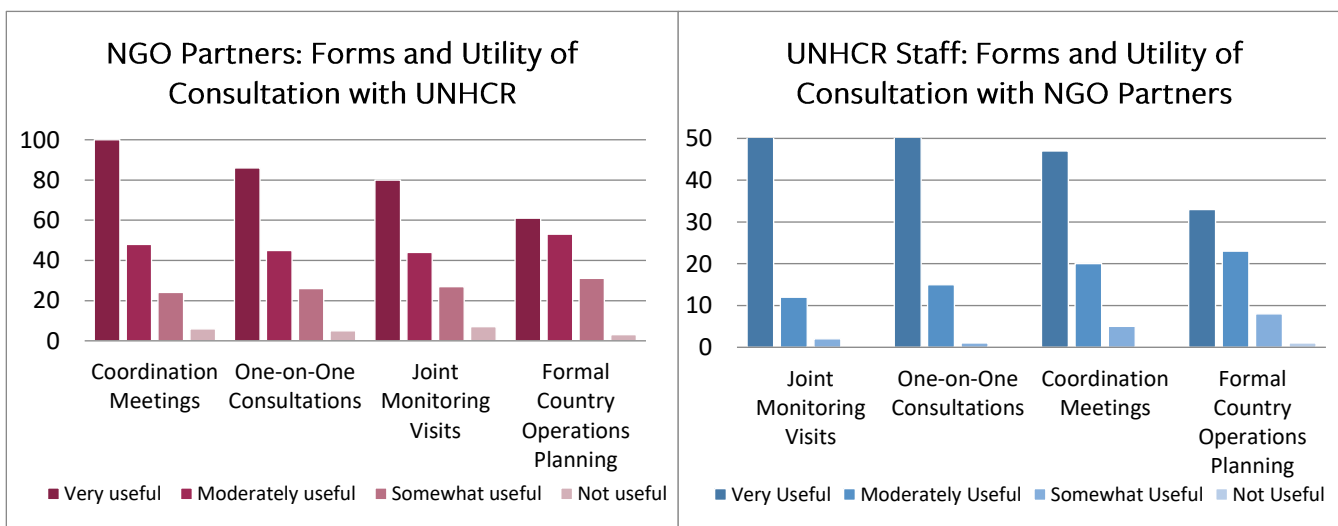 NGO Partners: Forms and Utility of
Consultation with UNHCR
100
80
60
40
20
0
Coordination
Meetings
One-on-One
Consultations
Joint
Monitoring
Visits
Formal
Country
Operations
Planning
Very useful Moderately useful Somewhat useful Not useful
UNHCR Staff: Forms and Utility of
Consultation with NGO Partners
50
40
30
20
10
0
Joint
Monitoring
Visits
One-on-One
Consultations
Coordination
Meetings
Formal
Country
Operations
Planning
Very Useful Moderately Useful Somewhat Useful Not Useful